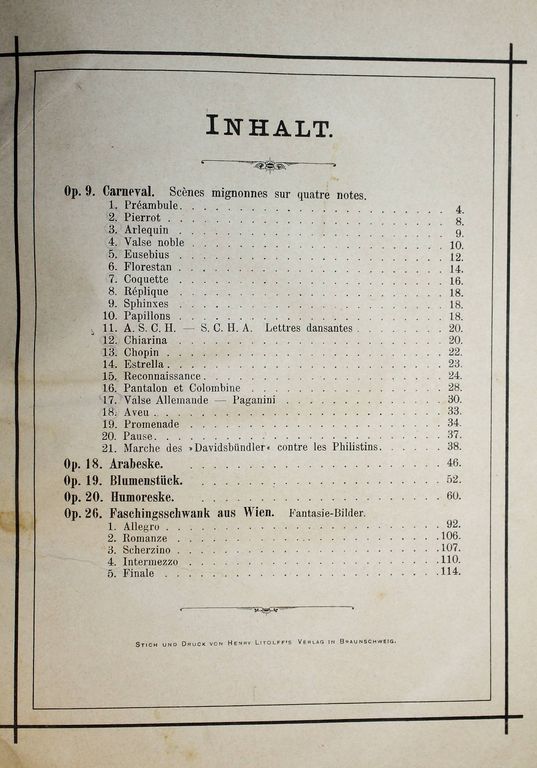 INHALT.
Op. 9. Carneval. Scènes mignonnes sur quatre notes.
1. Préambule. 4.
2. Pierrot 8.
3. Arlequin 9.
4. Valse noble 10.
5. Eusebius 12.
6. Florestan 14.
7. Coquette 16.
8. Réplique 18.
9. Sphinxes 18.
10. Papillons 18.
11. A. S. C. H. — S. C. H. A. Lettres dansantes 20.
12. Chiarina 20.
13. Chopin 22.
14. Estrella 23.
15. Reconnaissance 24.
16. Pantalon et Colombine 28.
17. Valse Allemande — Paganini 30.
18. Aveu 33.
19. Promenade 34.
20. Pause. 37.
21. Marche des »Davidsbündler« contre les Philistins. 38.
Op. 18. Arabeske. 46.
Op. 19. Blumenstück. 52.
Op. 20. Humoreske. 60.
Op. 26. Faschingsschwank aus Wien. Fantasie-Bilder.
1. Allegro 92.
2. Romanze 106.
3. Scherzino 107.
4. Intermezzo 110.
5. Finale 114.
STICH UND DRUCK VON HENRY LITOLFF'S VERLAG IN BRAUNSCHWEIG.